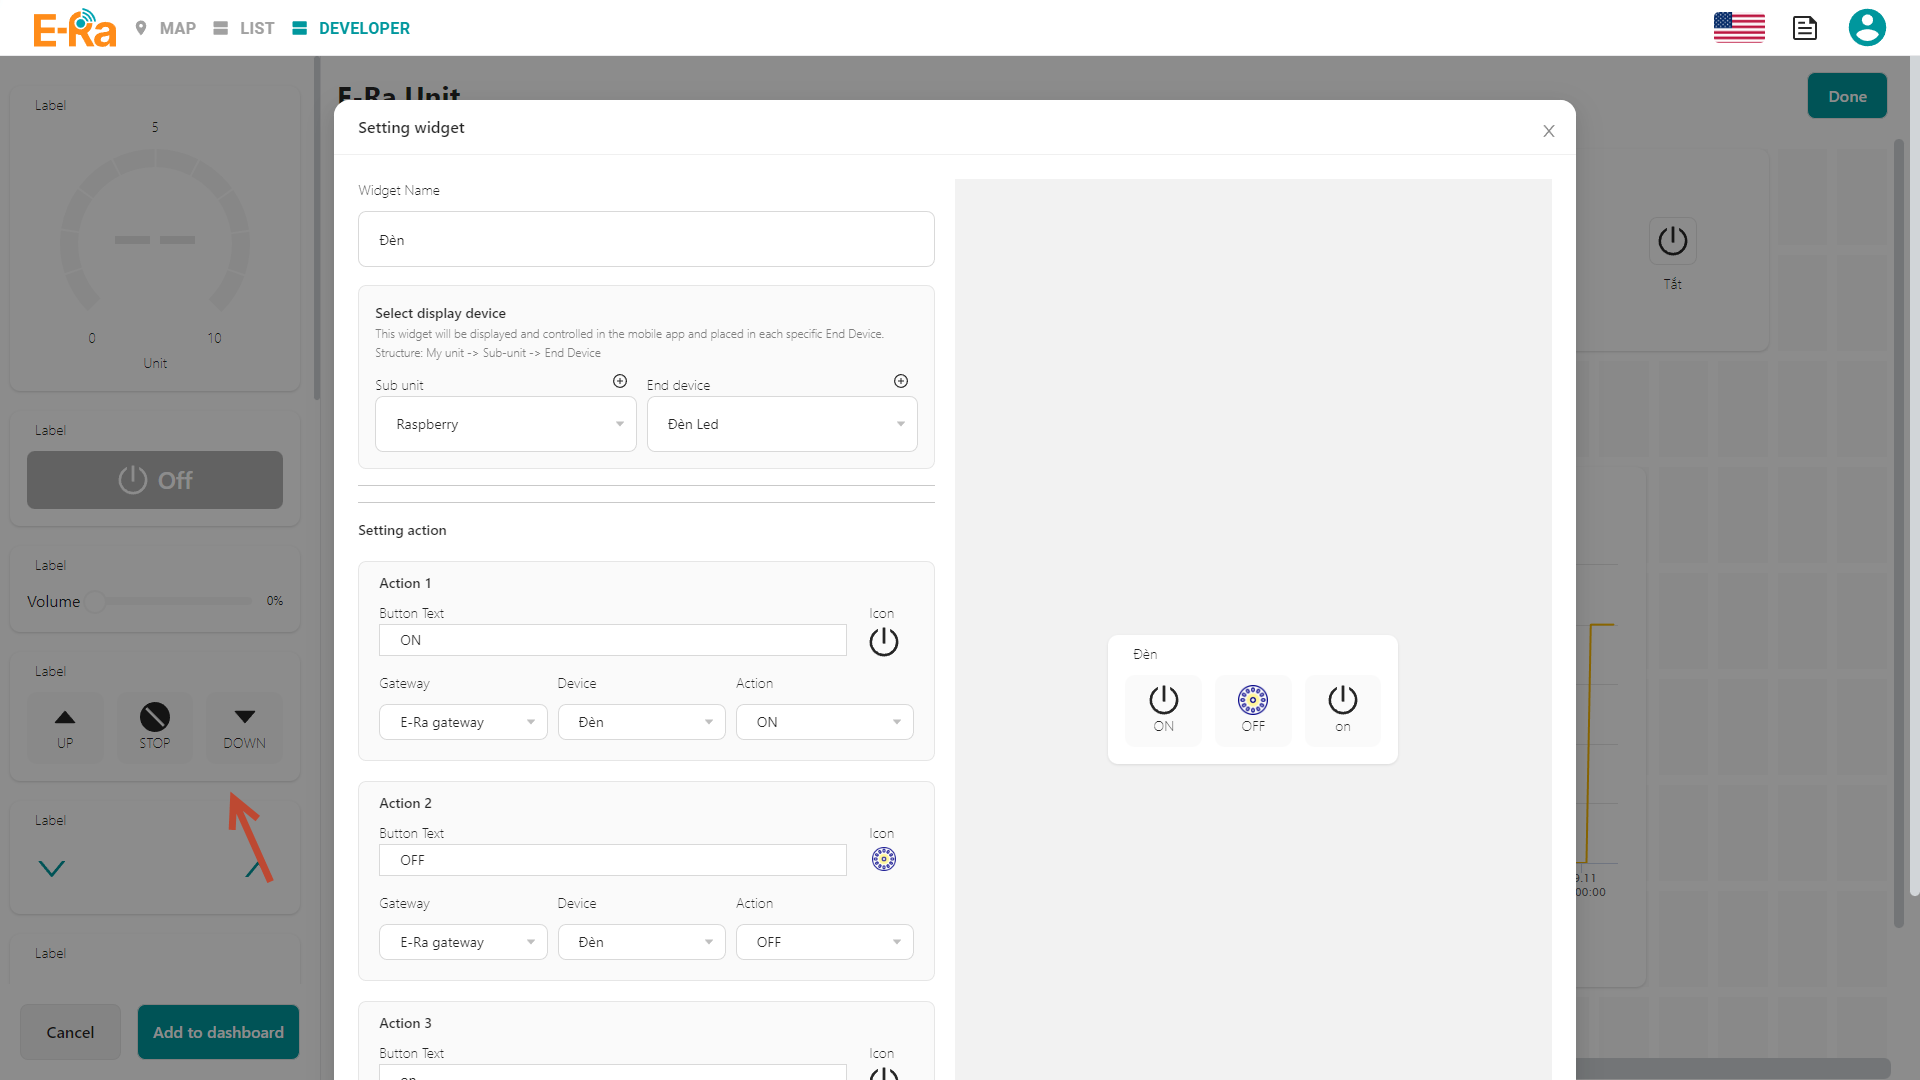 E-Ra
MAP
LIST
DEVELOPER
E-Ra Unit
Done
Label
5
0
10
Unit
Label
Off
Label
Volume
0%
Label
UP
STOP
DOWN
Label
Label
Cancel
Add to dashboard
Setting widget
Widget Name
Đèn
Select display device
This widget will be displayed and controlled in the mobile app and placed in each specific End Device.
Structure: My unit -> Sub-unit -> End Device
Sub unit
End device
Raspberry
Đèn Led
Setting action
Action 1
Button Text
Icon
ON
Gateway
Device
Action
E-Ra gateway
Đèn
ON
Action 2
Button Text
Icon
OFF
Gateway
Device
Action
E-Ra gateway
Đèn
OFF
Action 3
Button Text
Icon
on
Đèn
ON
OFF
on
Tắt
9.11
00:00